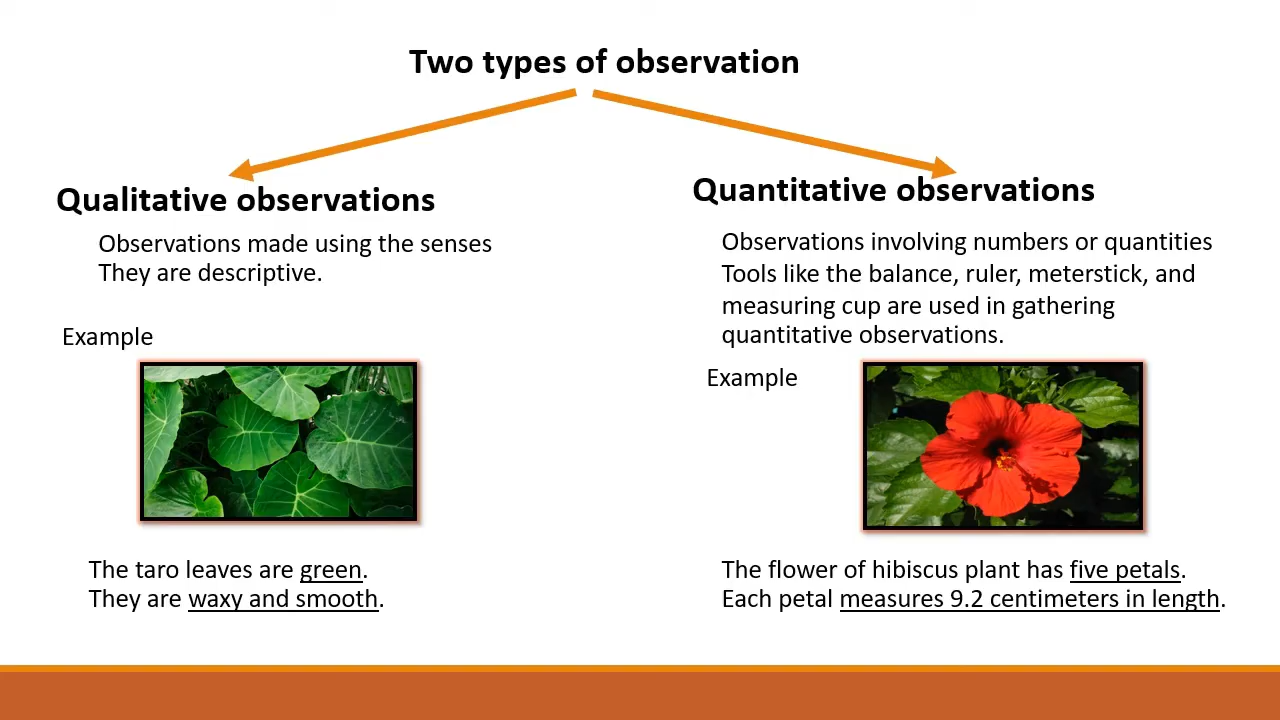 Two types of observation
Qualitative observations
Observations made using the senses
They are descriptive.
Example
The taro leaves are green.
They are waxy and smooth.
Quantitative observations
Observations involving numbers or quantities
Tools like the balance, ruler, meterstick, and
measuring cup are used in gathering
quantitative observations.
Example
The flower of hibiscus plant has five petals.
Each petal measures 9.2 centimeters in length.